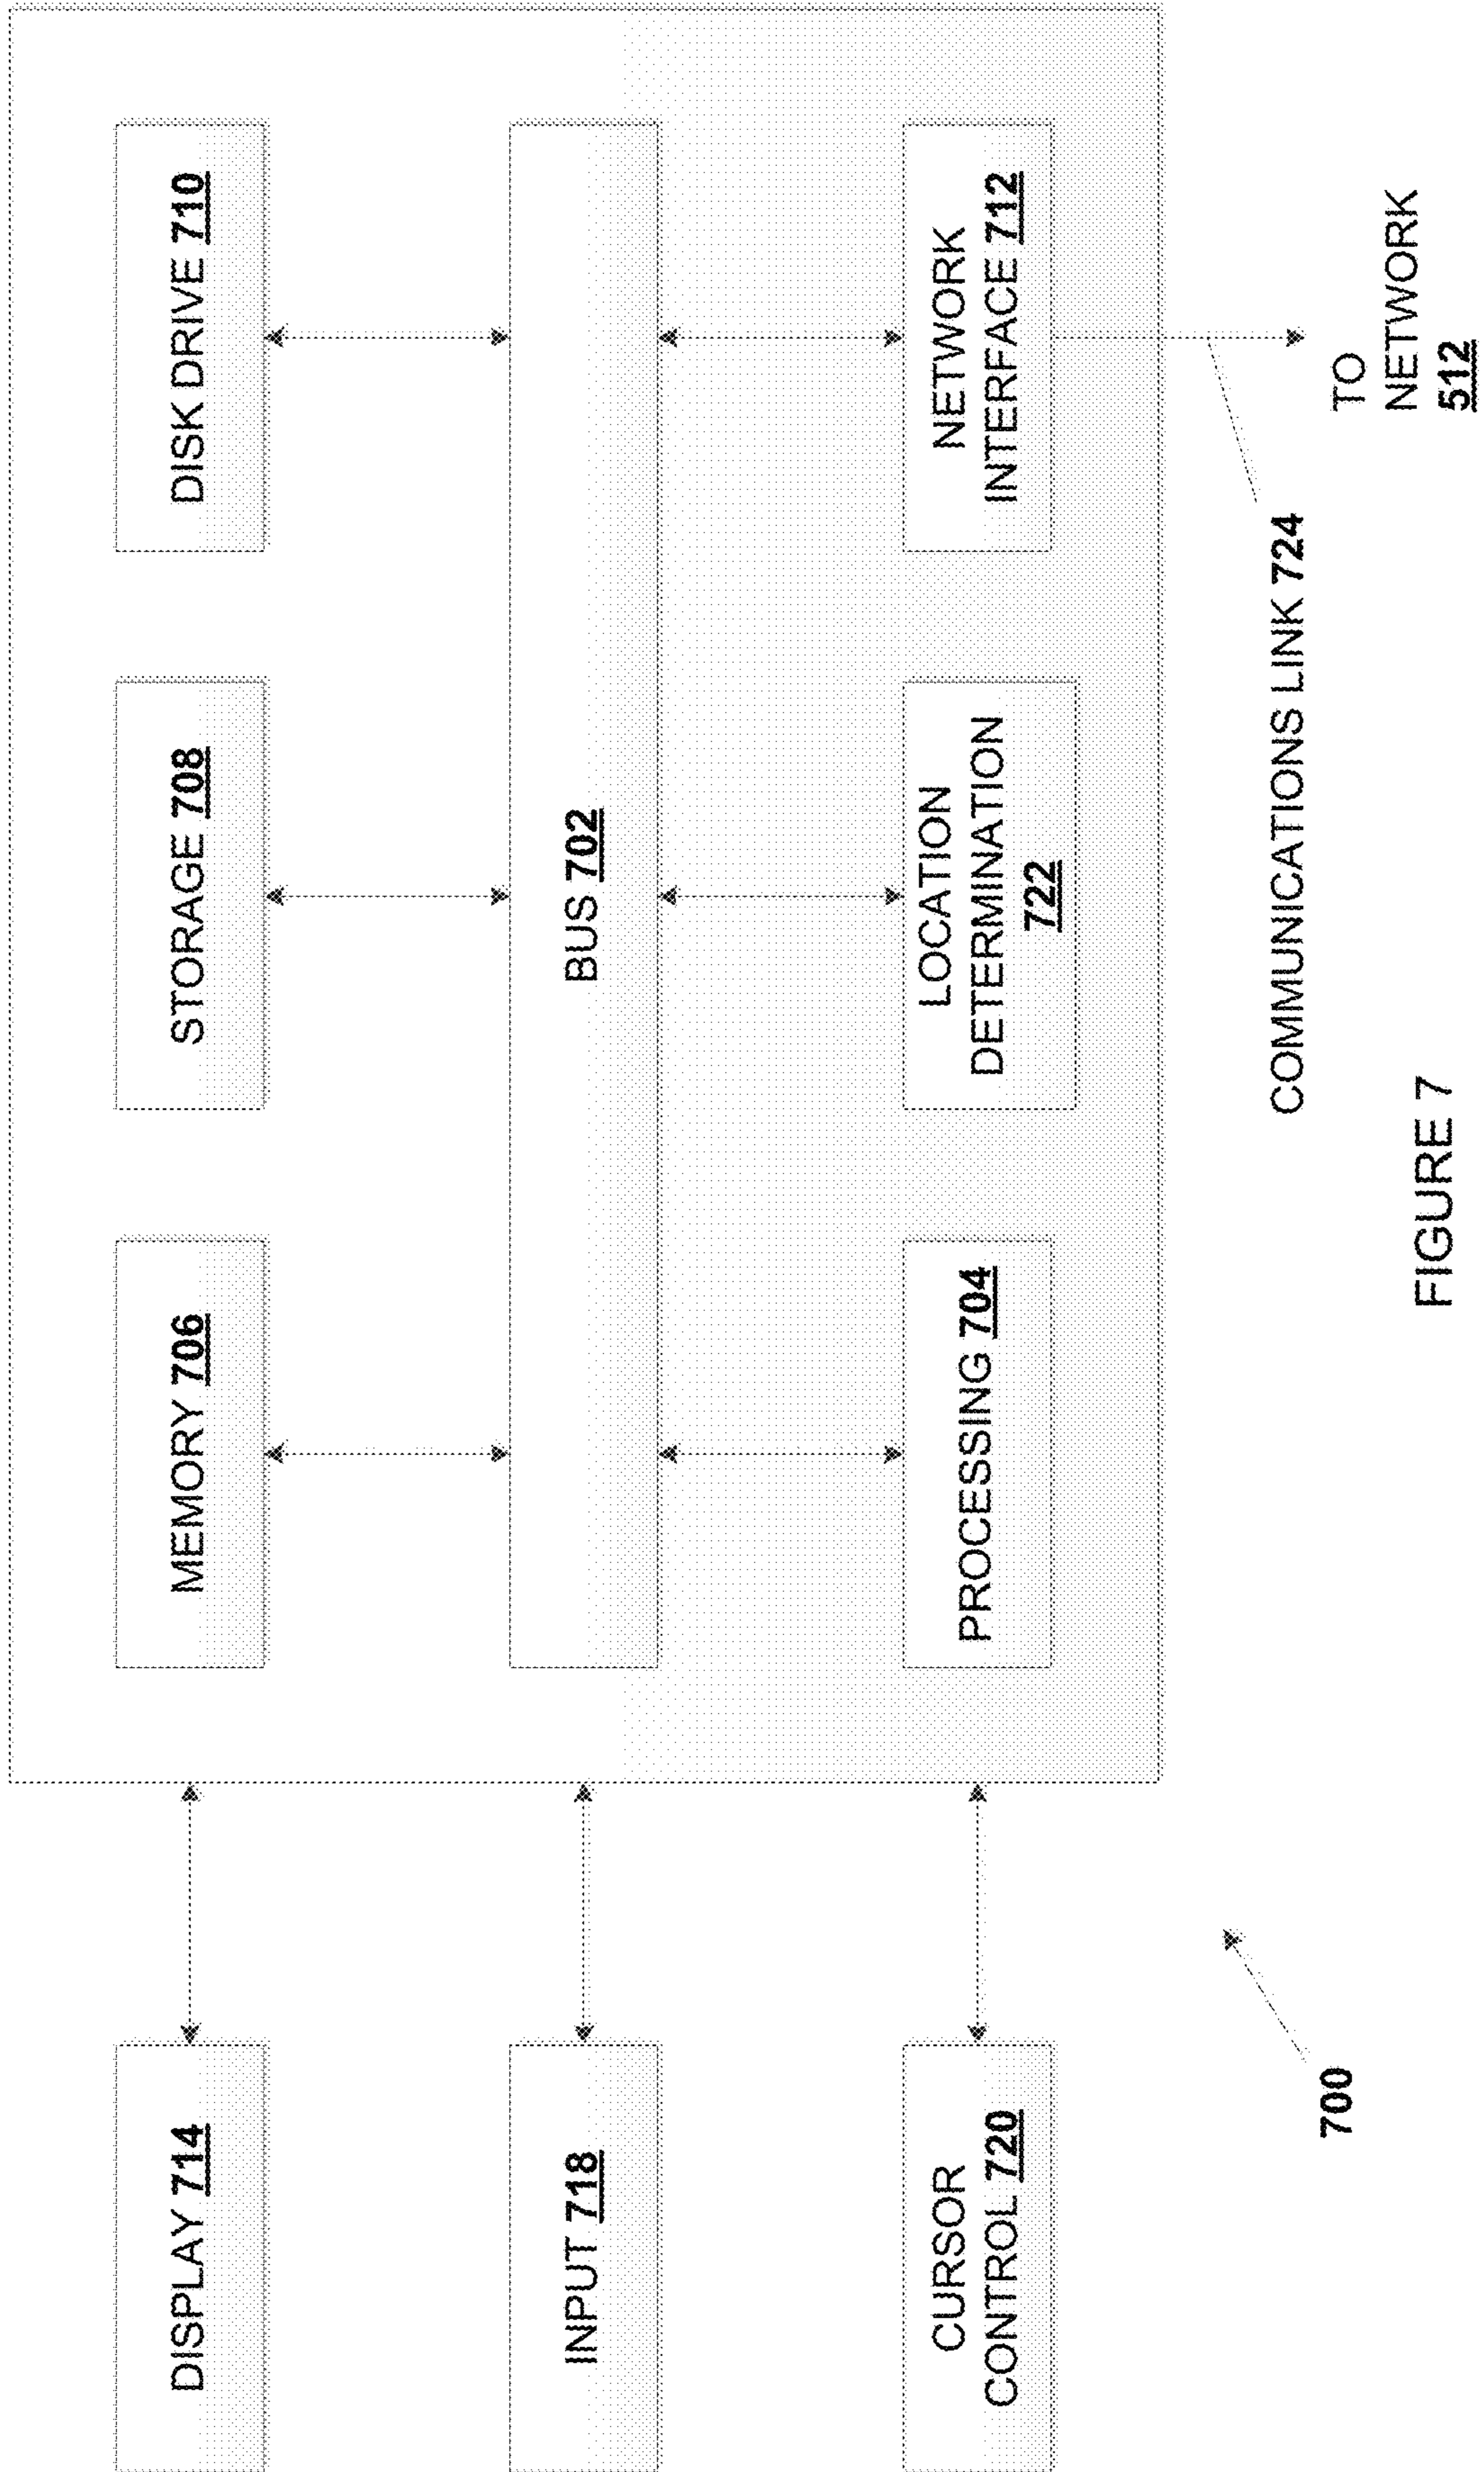 DISPLAY 714
MEMORY 706
STORAGE 708
DISK DRIVE 710
INPUT 718
BUS 702
CURSOR
CONTROL 720
PROCESSING 704
LOCATION
DETERMINATION
722
NETWORK
INTERFACE 712
700
COMMUNICATIONS LINK 724
TO
NETWORK
512
FIGURE 7